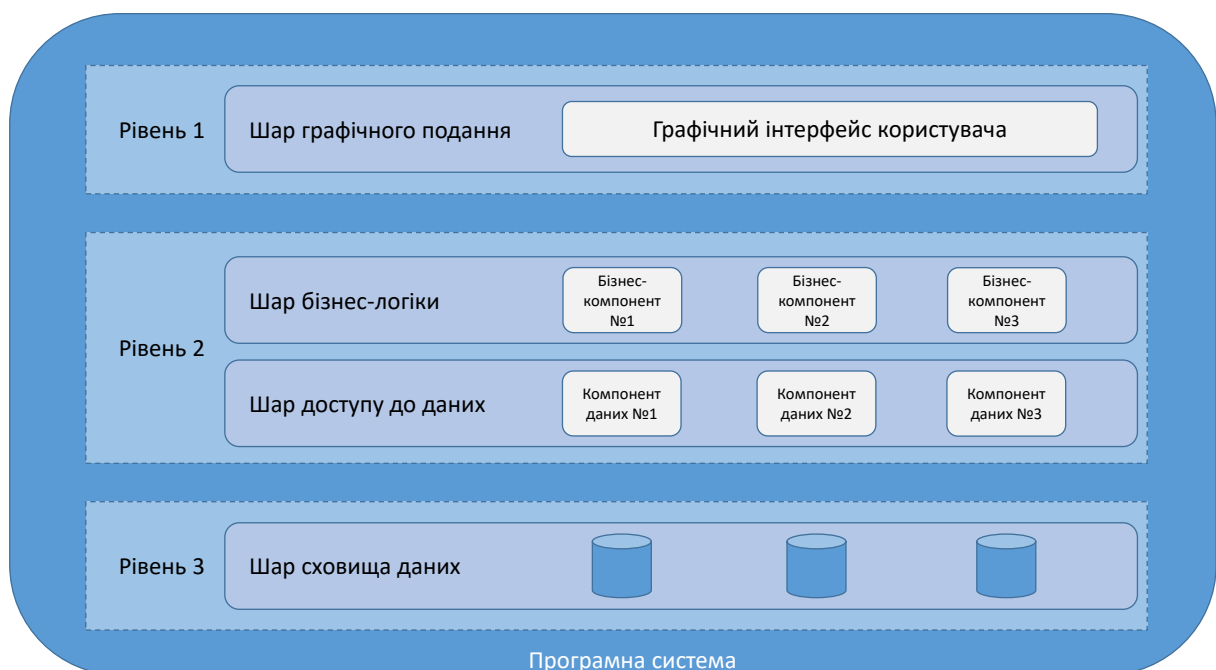 Рівень 1
Шар графічного подання
Графічний інтерфейс користувача
Рівень 2
Шар бізнес-логіки
Бізнес-
компонент
№1
Бізнес-
компонент
№2
Бізнес-
компонент
№3
Шар доступу до даних
Компонент
даних №1
Компонент
даних №2
Компонент
даних №3
Рівень 3
Шар сховища даних
Програмна система